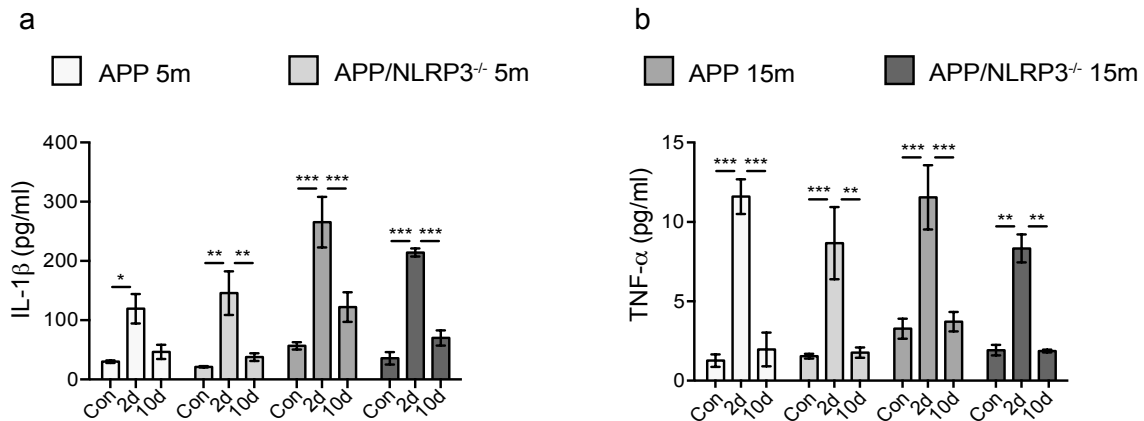 a
APP 5m
APP/NLRP3-/- 5m
IL-1β (pg/ml)
400
300
200
100
0
*
**
**
***
***
***
***
Con
2d
10d
Con
2d
10d
Con
2d
10d
Con
2d
10d
b
APP 15m
APP/NLRP3-/- 15m
TNF-α (pg/ml)
15
10
5
0
***
***
***
**
***
***
**
**
Con
2d
10d
Con
2d
10d
Con
2d
10d
Con
2d
10d